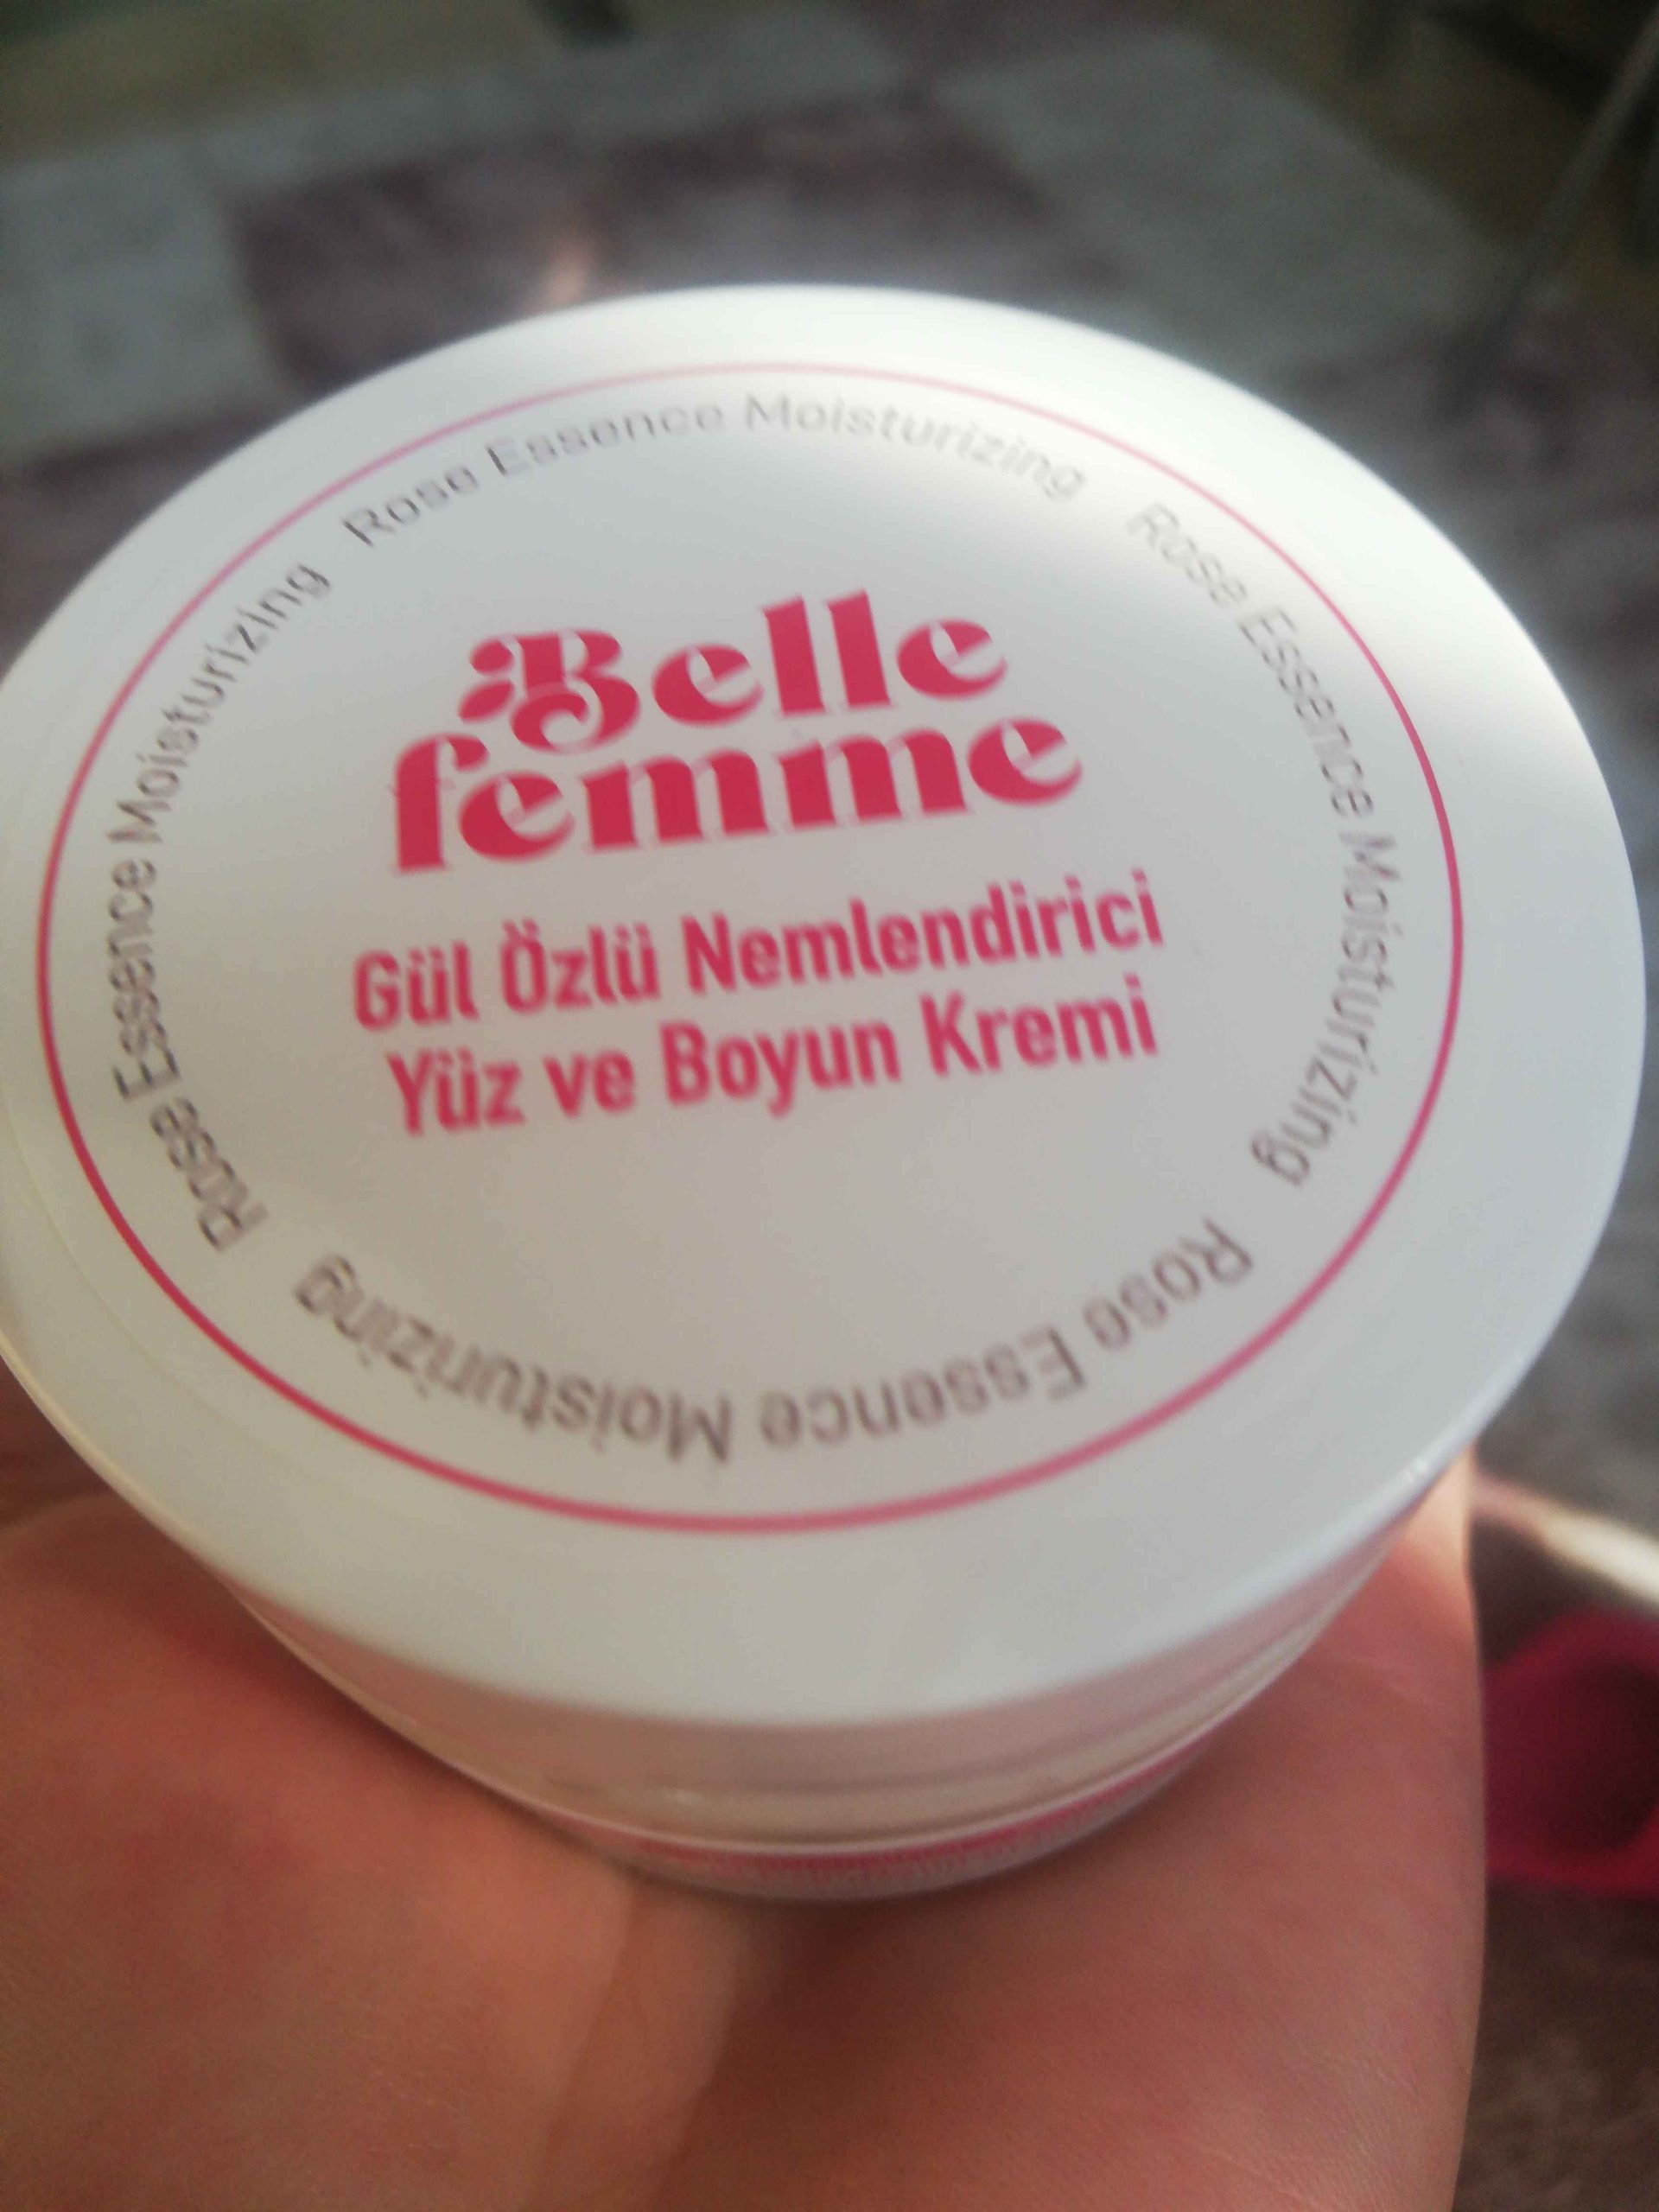 Belle
femme
Gül Özlü Nemlendirici
Yüz ve Boyun Kremi
Rose Essence Moisturizing
Rose Essence Moisturizing
Rose Essence Moisturizing
Rose Essence Moisturizing